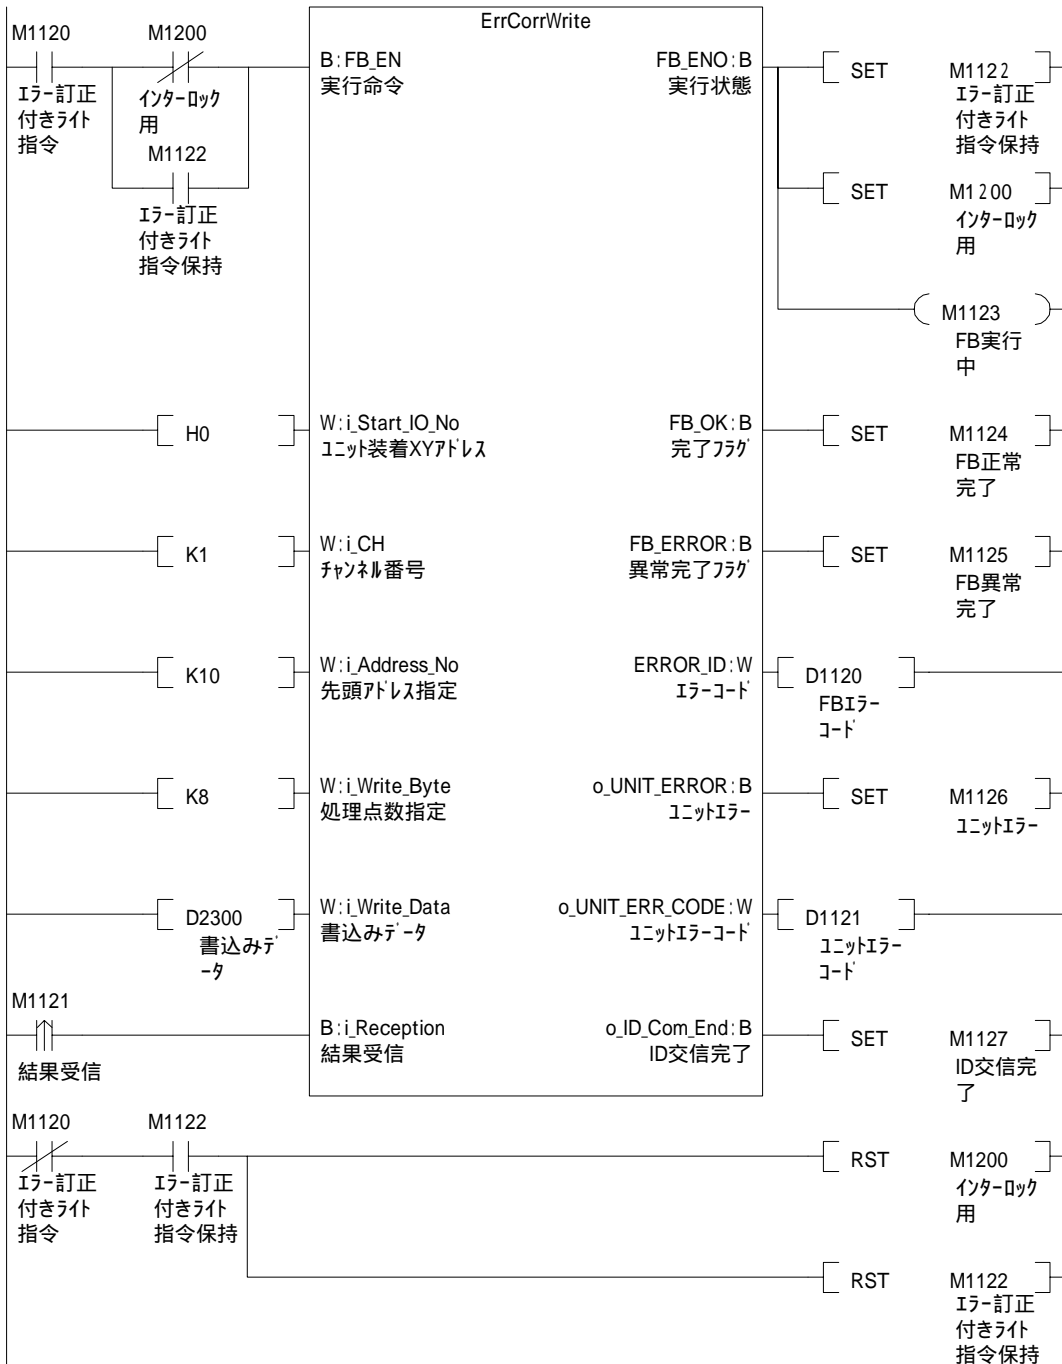 ErrCorrWrite
M1120
M1200
B:FB_EN
FB_ENO:B
SET
M1122
実行命令
実行状態
ｴﾗｰ訂正
付きﾗｲﾄ
指令
ｲﾝﾀｰﾛｯｸ
用
ｴﾗｰ訂正
付きﾗｲﾄ
指令保持
M1122
SET
M1200
ｴﾗｰ訂正
付きﾗｲﾄ
指令保持
ｲﾝﾀｰﾛｯｸ
用
M1123
FB実行
中
H0
W:i_Start_IO_No
FB_OK:B
SET
M1124
ﾕﾆｯﾄ装着XYｱﾄﾞﾚｽ
完了ﾌﾗｸﾞ
FB正常
完了
K1
W:i_CH
FB_ERROR:B
SET
M1125
ﾁｬﾝﾈﾙ番号
異常完了ﾌﾗｸﾞ
FB異常
完了
K10
W:i_Address_No
ERROR_ID:W
D1120
先頭ｱﾄﾞﾚｽ指定
ｴﾗｰｺｰﾄﾞ
FBｴﾗｰ
ｺｰﾄﾞ
K8
W:i_Write_Byte
o_UNIT_ERROR:B
SET
M1126
処理点数指定
ﾕﾆｯﾄｴﾗｰ
ﾕﾆｯﾄｴﾗｰ
D2300
W:i_Write_Data
o_UNIT_ERR_CODE:W
D1121
書込みﾃﾞ
ｰﾀ
書込みﾃﾞｰﾀ
ﾕﾆｯﾄｴﾗｰｺｰﾄﾞ
ﾕﾆｯﾄｴﾗｰ
ｺｰﾄﾞ
M1121
B:i_Reception
o_ID_Com_End:B
SET
M1127
結果受信
結果受信
ID交信完了
ID交信完
了
M1120
M1122
RST
M1200
ｴﾗｰ訂正
付きﾗｲﾄ
指令
ｴﾗｰ訂正
付きﾗｲﾄ
指令保持
ｲﾝﾀｰﾛｯｸ
用
RST
M1122
ｴﾗｰ訂正
付きﾗｲﾄ
指令保持